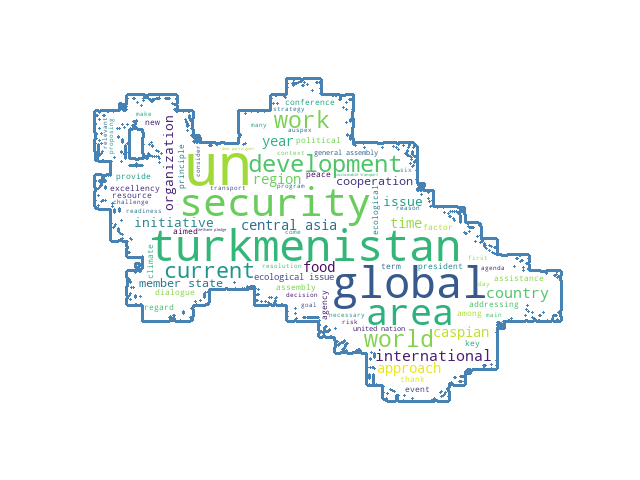 conference
strategy
make
new
many
work
auspex
relevant
proposing
organization
principle
consider
year
political
context
general assembly
un
development
six
provide
region
peace
cooperation
program
excellency
resource
transport
challenge
security
ecological
issue
readiness
reason
initiative
central asia
time
factor
aimed
come
turkmenistan
climate
current
resolution
food
term
president
first
agenda
member state
ecological issue
global
day
assistance
dialogue
assembly
country
decision
agency
addressing
regard
goal
necessary
area
among
main
risk
united nation
world
caspian
key
international
approach
thank
event